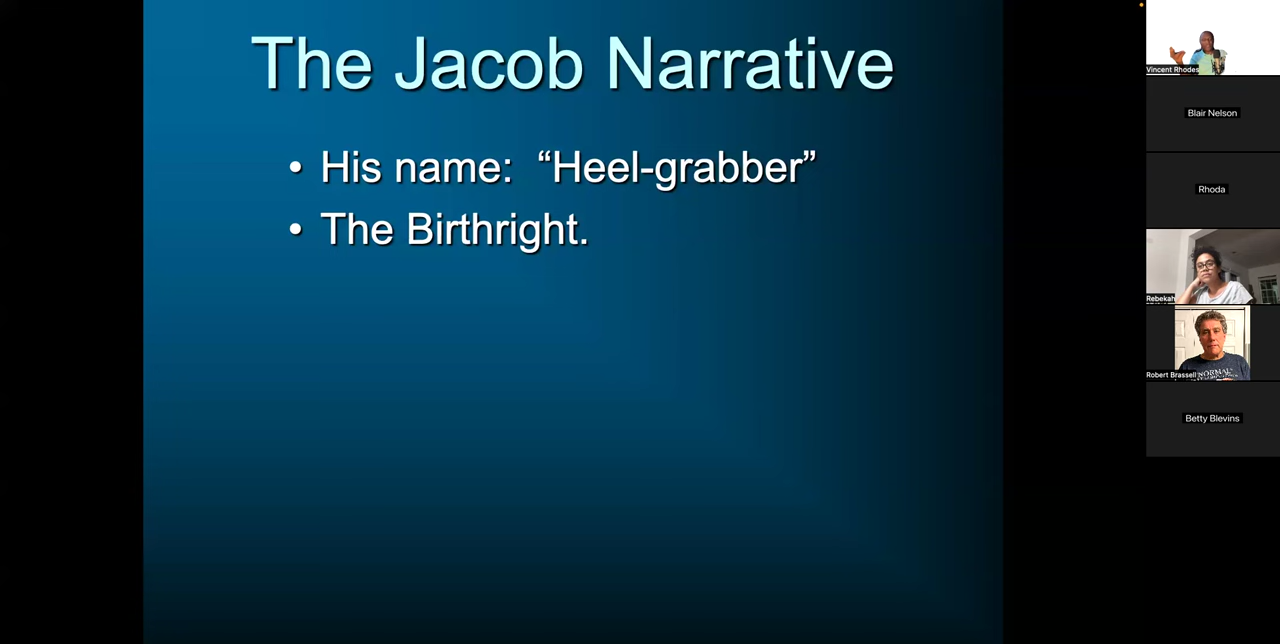 The Jacob Narrative
• His name: “Heel-grabber”
• The Birthright.
Vincent Rhodes
Blair Nelson
Rhoda
Rebekah
Robert Brassell
NORMAL
Betty Blevins